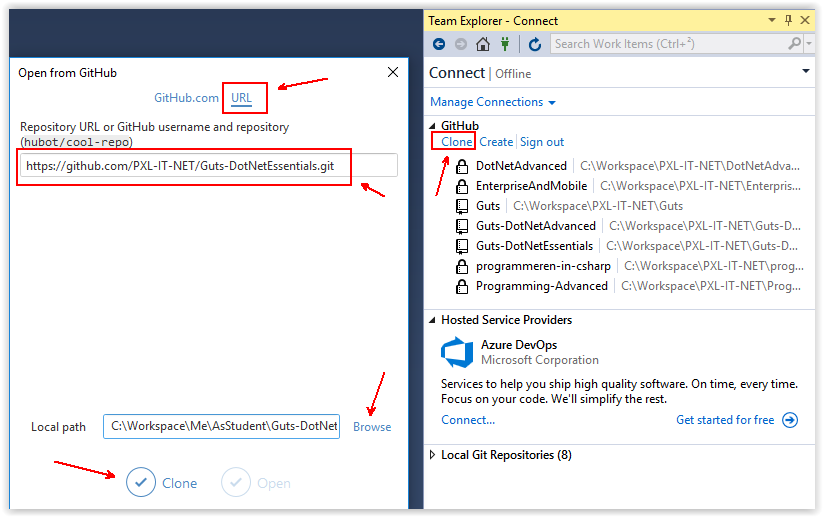 Open from GitHub
GitHub.com URL
Repository URL or GitHub username and repository
(hubot/cool-repo)
https://github.com/PXL-IT-NET/Guts-DotNetEssentials.git
Local path C:\Workspace\Me\AsStudent\Guts-DotNet Browse
Clone Open
Team Explorer - Connect
Search Work Items (Ctrl+²)
Connect | Offline
Manage Connections
GitHub
Clone Create Sign out
DotNetAdvanced C:\Workspace\PXL-IT-NET\DotNetAdva...
EnterpriseAndMobile C:\Workspace\PXL-IT-NET\Enterpris...
Guts C:\Workspace\PXL-IT-NET\Guts
Guts-DotNetAdvanced C:\Workspace\PXL-IT-NET\Guts-D...
Guts-DotNetEssentials C:\Workspace\PXL-IT-NET\Guts-D...
programmeren-in-csharp C:\Workspace\PXL-IT-NET\prog...
Programming-Advanced C:\Workspace\PXL-IT-NET\Prog...
Hosted Service Providers
Azure DevOps
Microsoft Corporation
Services to help you ship high quality software. On time, every time.
Focus on your code. We'll simplify the rest.
Connect... Get started for free
Local Git Repositories (8)